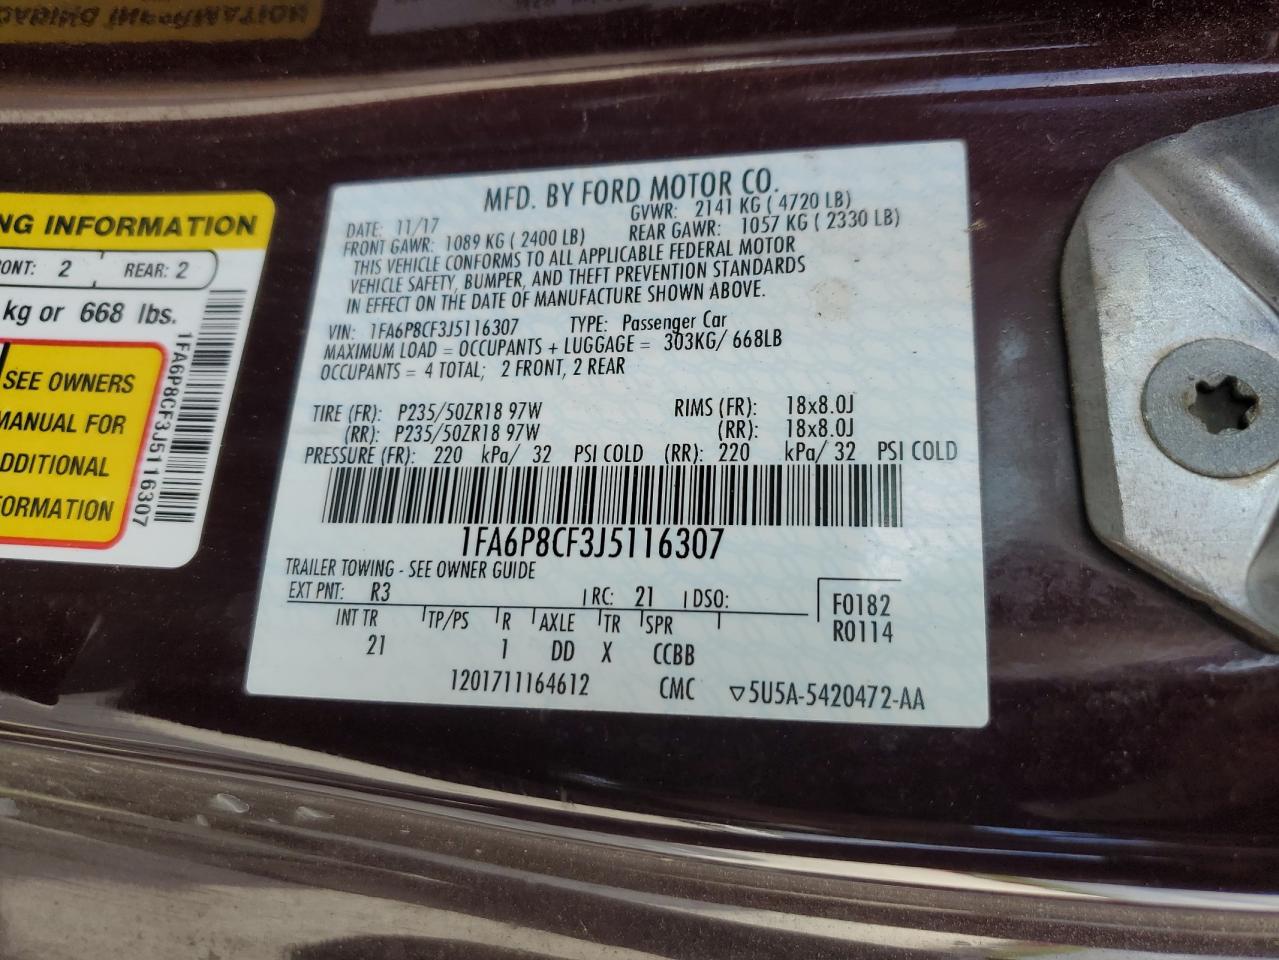 NG INFORMATION
ONT: 2 REAR: 2
kg or 668 lbs.
SEE OWNERS
MANUAL FOR
ADDITIONAL
FORMATION
1FA6P8CF3J5116307
MFD. BY FORD MOTOR CO.
DATE: 11/17 GVWR: 2141 KG ( 4720 LB)
FRONT GAWR: 1089 KG ( 2400 LB) REAR GAWR: 1057 KG ( 2330 LB)
THIS VEHICLE CONFORMS TO ALL APPLICABLE FEDERAL MOTOR
VEHICLE SAFETY, BUMPER, AND THEFT PREVENTION STANDARDS
IN EFFECT ON THE DATE OF MANUFACTURE SHOWN ABOVE.
VIN: 1FA6P8CF3J5116307 TYPE: Passenger Car
MAXIMUM LOAD = OCCUPANTS + LUGGAGE = 303KG/ 668LB
OCCUPANTS = 4 TOTAL; 2 FRONT, 2 REAR
TIRE (FR): P235/50ZR18 97W RIMS (FR): 18x8.0J
(RR): P235/50ZR18 97W (RR): 18x8.0J
PRESSURE (FR): 220 kPa/ 32 PSI COLD (RR): 220 kPa/ 32 PSI COLD
1FA6P8CF3J5116307
TRAILER TOWING - SEE OWNER GUIDE
EXT PNT: R3 RC: 21 DSO: F0182
INT TR TP/PS R AXLE TR SPR R0114
21 1 DD X CCBB
1201711164612 CMC ▽5U5A-5420472-AA